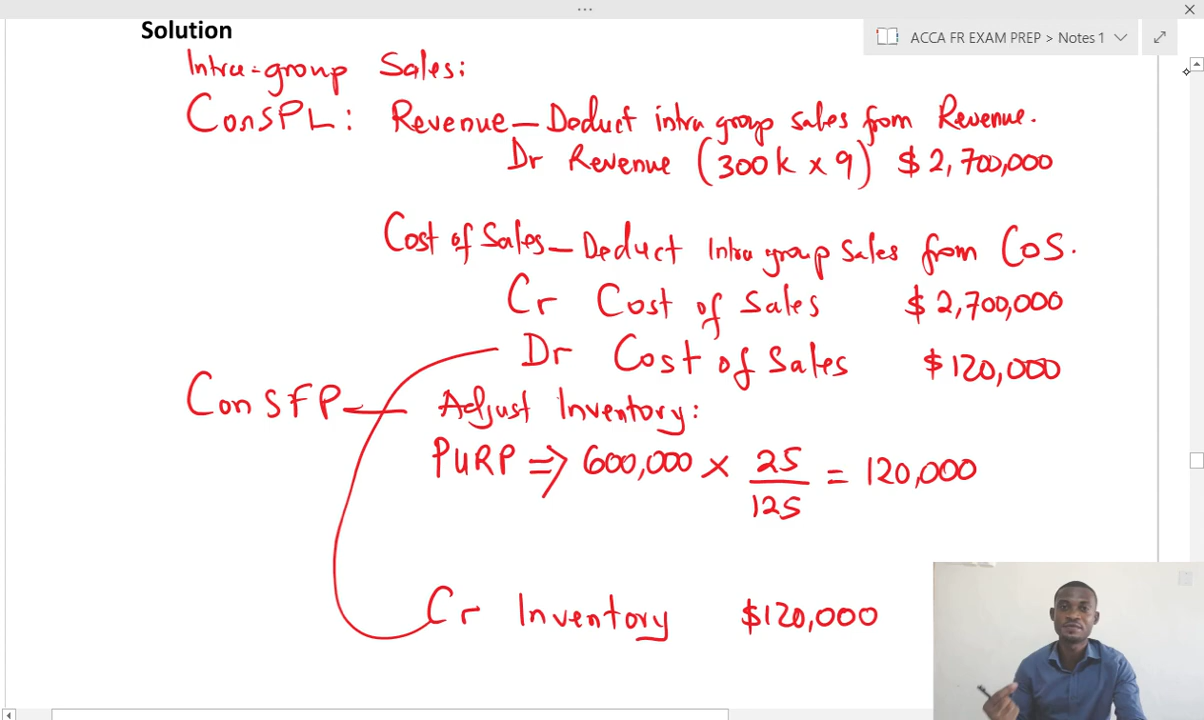 Solution
ACCA FR EXAM PREP > Notes 1
Intra-group Sales:
ConSPL: Revenue - Deduct intra group sales from Revenue.
Dr Revenue (300k x 9) $2,700,000
Cost of Sales - Deduct Intra group Sales from COS.
Cr Cost of Sales $2,700,000
Dr Cost of Sales $120,000
ConSFP - Adjust Inventory:
PURP => 600,000 x 25/125 = 120,000
Cr Inventory $120,000